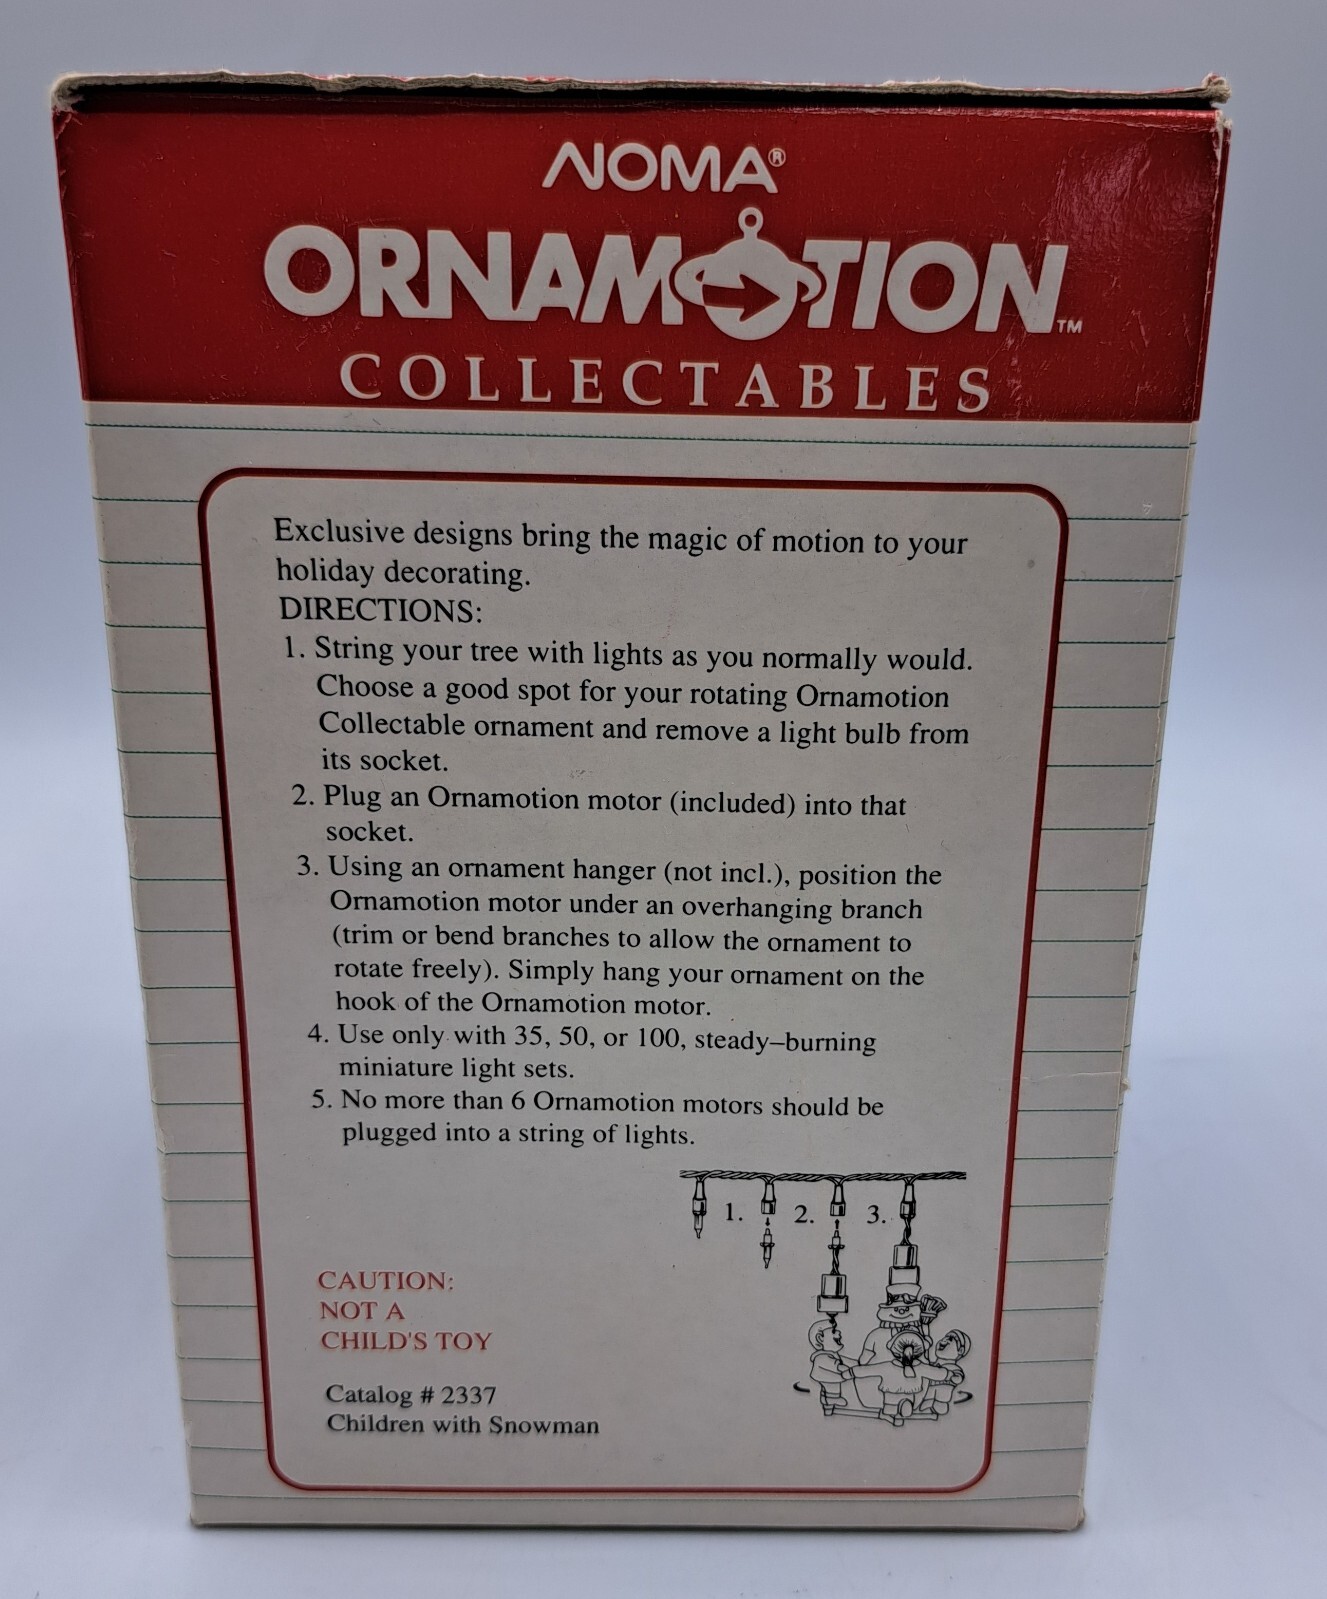 NOMA®
ORNAMOTION™
COLLECTABLES
Exclusive designs bring the magic of motion to your
holiday decorating.
DIRECTIONS:
1. String your tree with lights as you normally would.
Choose a good spot for your rotating Ornamotion
Collectable ornament and remove a light bulb from
its socket.
2. Plug an Ornamotion motor (included) into that
socket.
3. Using an ornament hanger (not incl.), position the
Ornamotion motor under an overhanging branch
(trim or bend branches to allow the ornament to
rotate freely). Simply hang your ornament on the
hook of the Ornamotion motor.
4. Use only with 35, 50, or 100, steady–burning
miniature light sets.
5. No more than 6 Ornamotion motors should be
plugged into a string of lights.
1. 2. 3.
CAUTION:
NOT A
CHILD'S TOY
Catalog # 2337
Children with Snowman